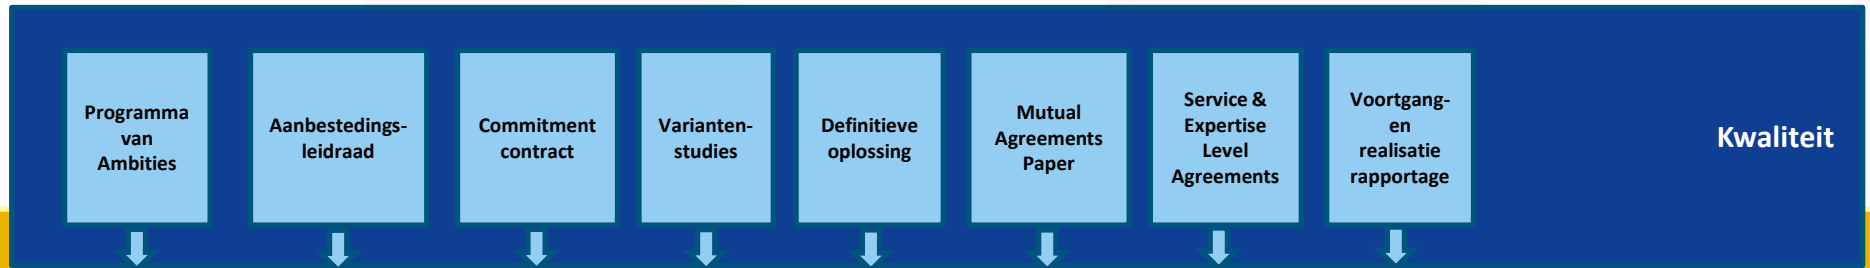 Programma
van
Ambities
Aanbestedings-
leidraad
Commitment
contract
Varianten-
studies
Definitieve
oplossing
Mutual
Agreements
Paper
Service &
Expertise
Level
Agreements
Voortgang-
en
realisatie
rapportage
Kwaliteit